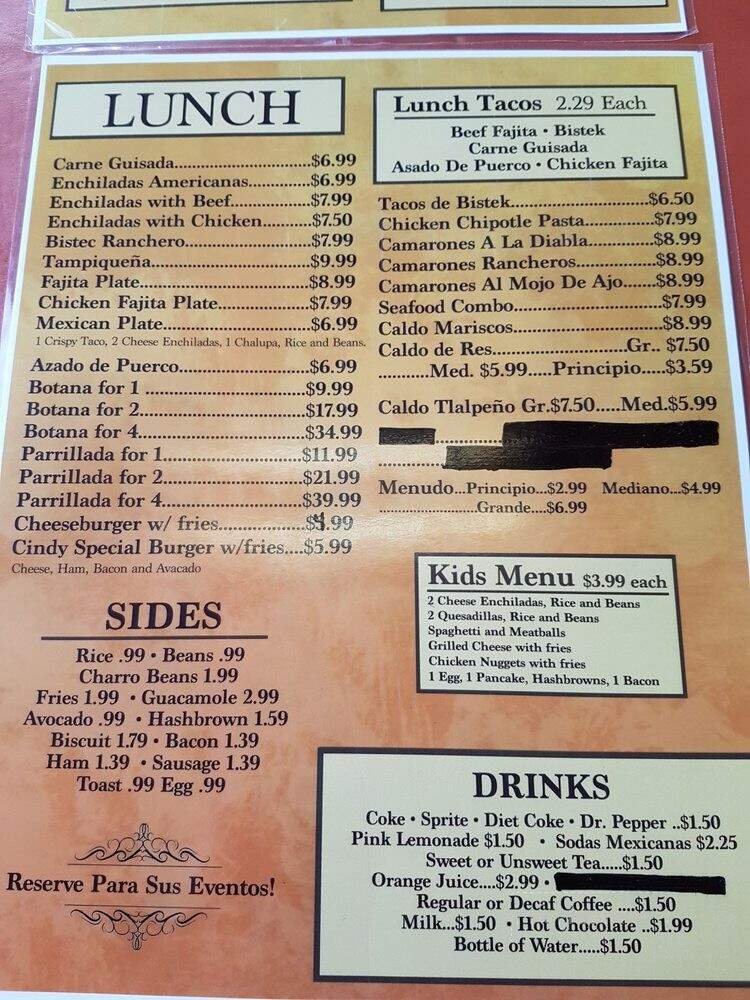 LUNCH
Carne Guisada..............................$6.99
Enchiladas Americanas.............$6.99
Enchiladas with Beef.................$7.99
Enchiladas with Chicken..........$7.50
Bistec Ranchero...........................$7.99
Tampiqueña..................................$9.99
Fajita Plate.....................................$8.99
Chicken Fajita Plate....................$7.99
Mexican Plate................................$6.99
1 Crispy Taco, 2 Cheese Enchiladas, 1 Chalupa, Rice and Beans.
Azado de Puerco..........................$6.99
Botana for 1 ..................................$9.99
Botana for 2..................................$17.99
Botana for 4..................................$34.99
Parrillada for 1.............................$11.99
Parrillada for 2.............................$21.99
Parrillada for 4.............................$39.99
Cheeseburger w/ fries.................$.99
Cindy Special Burger w/fries....$5.99
Cheese, Ham, Bacon and Avacado
SIDES
Rice .99 • Beans .99
Charro Beans 1.99
Fries 1.99 • Guacamole 2.99
Avocado .99 • Hashbrown 1.59
Biscuit 1.79 • Bacon 1.39
Ham 1.39 • Sausage 1.39
Toast .99 Egg .99
Reserve Para Sus Eventos!
Lunch Tacos 2.29 Each
Beef Fajita • Bistek
Carne Guisada
Asado De Puerco • Chicken Fajita
Tacos de Bistek..............................$6.50
Chicken Chipotle Pasta...............$7.99
Camarones A La Diabla..............$8.99
Camarones Rancheros.................$8.99
Camarones Al Mojo De Ajo.......$8.99
Seafood Combo................................$7.99
Caldo Mariscos................................$8.99
Caldo de Res.............................Gr.. $7.50
...........Med. $5.99.....Principio.....$3.59
Caldo Tlalpeño Gr.$7.50.....Med.$5.99
Menudo...Principio...$2.99 Mediano...$4.99
......................Grande....$6.99
Kids Menu $3.99 each
2 Cheese Enchiladas, Rice and Beans
2 Quesadillas, Rice and Beans
Spaghetti and Meatballs
Grilled Cheese with fries
Chicken Nuggets with fries
1 Egg, 1 Pancake, Hashbrowns, 1 Bacon
DRINKS
Coke • Sprite • Diet Coke • Dr. Pepper ..$1.50
Pink Lemonade $1.50 • Sodas Mexicanas $2.25
Sweet or Unsweet Tea.....$1.50
Orange Juice....$2.99 •
Regular or Decaf Coffee ....$1.50
Milk...$1.50 • Hot Chocolate ..$1.99
Bottle of Water.....$1.50